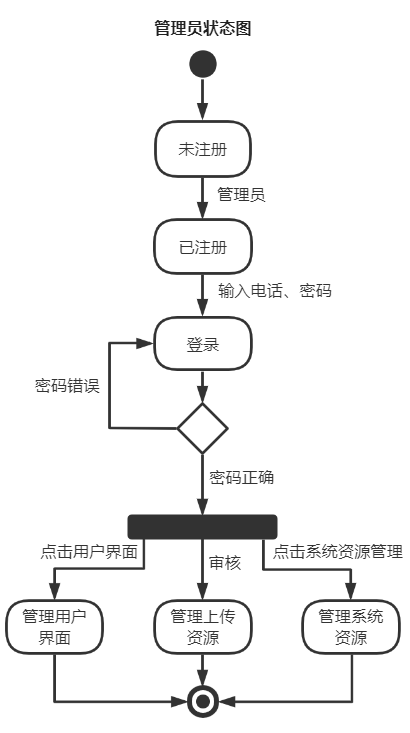 管理员状态图
未注册
管理员
已注册
输入电话、密码
登录
密码错误
密码正确
点击用户界面
审核
点击系统资源管理
管理用户
界面
管理上传
资源
管理系统
资源